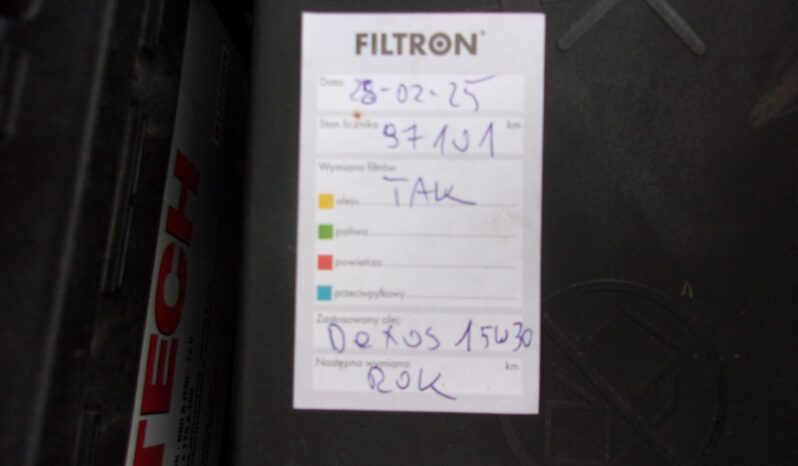 FILTRON
Data: 28-02-25
Stan licznika 97101 km
Wymiana filtrów:
TAK
oleju
paliwa
powietrza
przeciwpyłkowy
Zastosowany olej:
Dexos 15W30
Następna wymiana: km
ROK
TECH